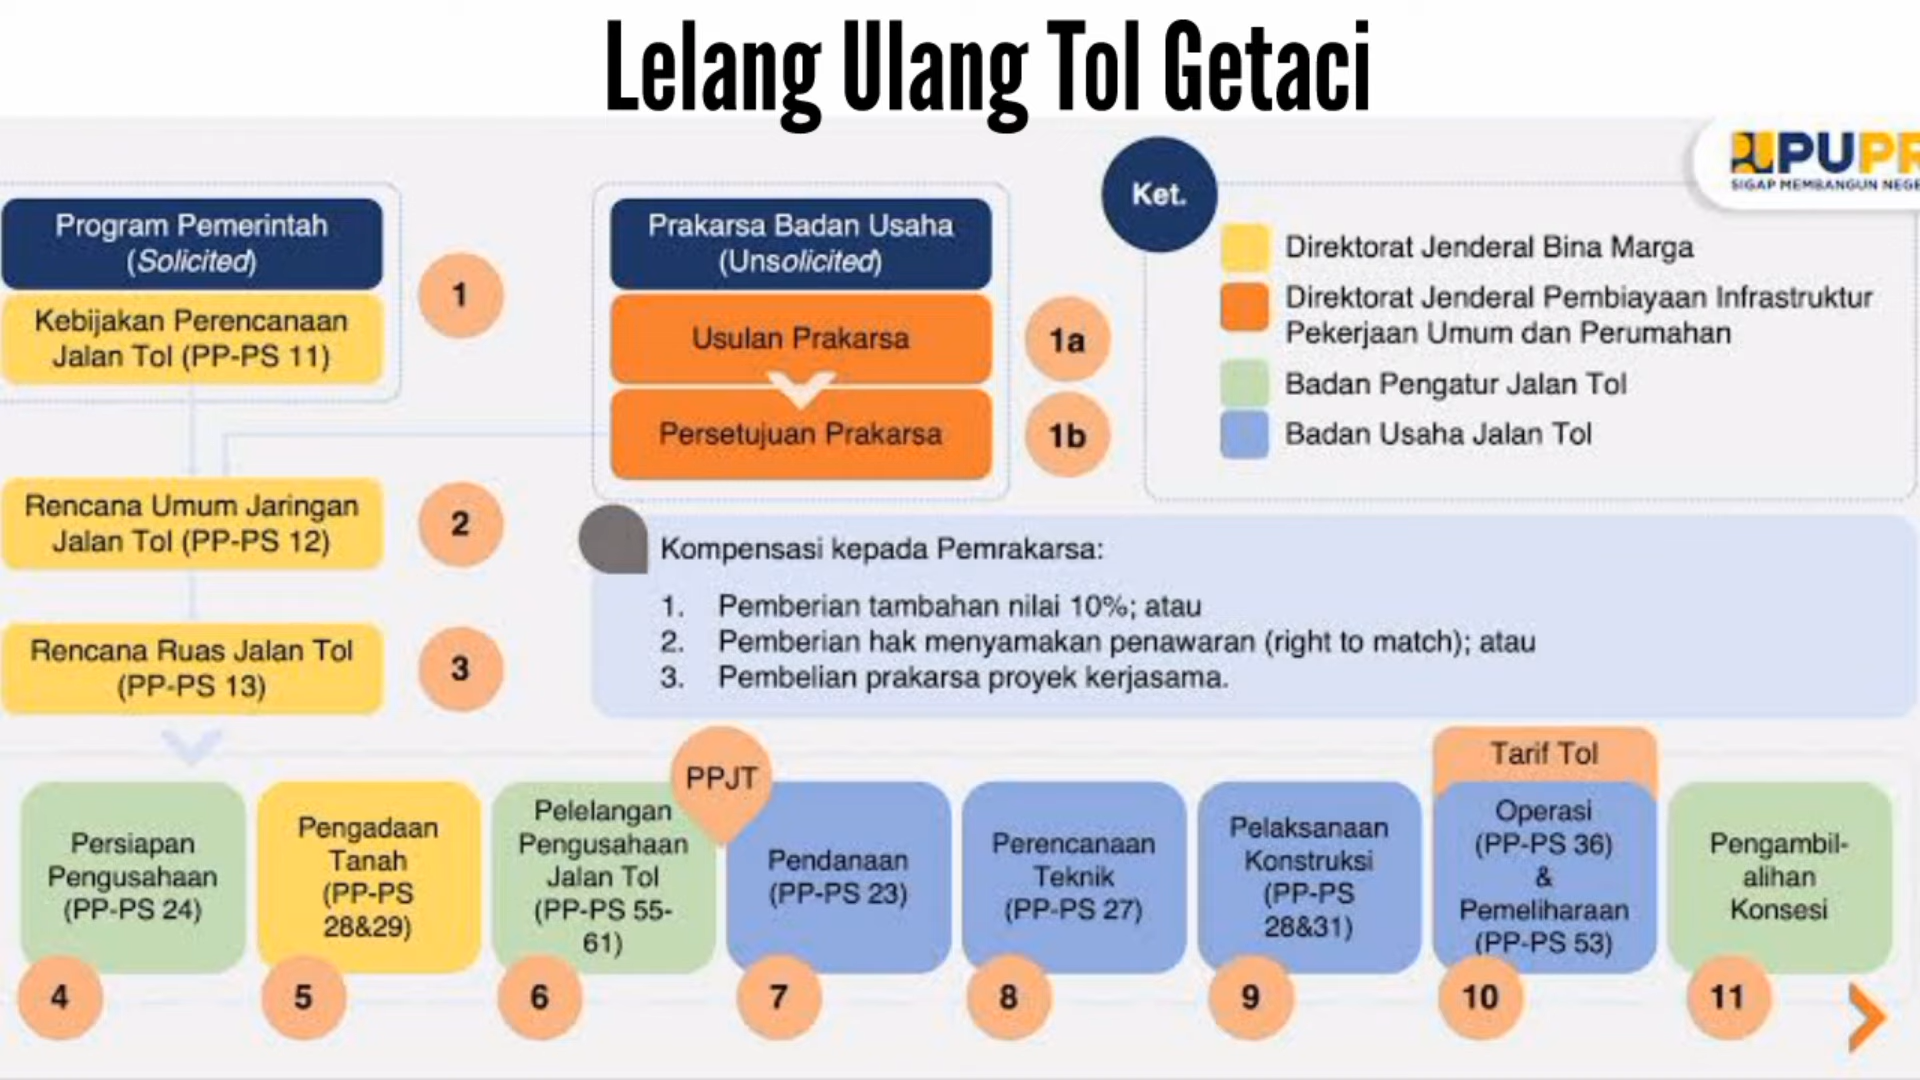 Lelang Ulang Tol Getaci
PUPR
SIGAP MEMBANGUN
Program Pemerintah
(Solicited)
Kebijakan Perencanaan
Jalan Tol (PP-PS 11)
1
Prakarsa Badan Usaha
(Unsolicited)
Usulan Prakarsa
1a
Persetujuan Prakarsa
1b
Ket.
Direktorat Jenderal Bina Marga
Direktorat Jenderal Pembiayaan Infrastruktur
Pekerjaan Umum dan Perumahan
Badan Pengatur Jalan Tol
Badan Usaha Jalan Tol
Rencana Umum Jaringan
Jalan Tol (PP-PS 12)
2
Rencana Ruas Jalan Tol
(PP-PS 13)
3
Kompensasi kepada Pemrakarsa:
1. Pemberian tambahan nilai 10%; atau
2. Pemberian hak menyamakan penawaran (right to match); atau
3. Pembelian prakarsa proyek kerjasama.
Persiapan
Pengusahaan
(PP-PS 24)
4
Pengadaan
Tanah
(PP-PS
28&29)
5
Pelelangan
Pengusahaan
Jalan Tol
(PP-PS 55-
61)
6
PPJT
Pendanaan
(PP-PS 23)
7
Perencanaan
Teknik
(PP-PS 27)
8
Pelaksanaan
Konstruksi
(PP-PS
28&31)
9
Tarif Tol
Operasi
(PP-PS 36)
&
Pemeliharaan
(PP-PS 53)
10
Pengambil-
alihan
Konsesi
11